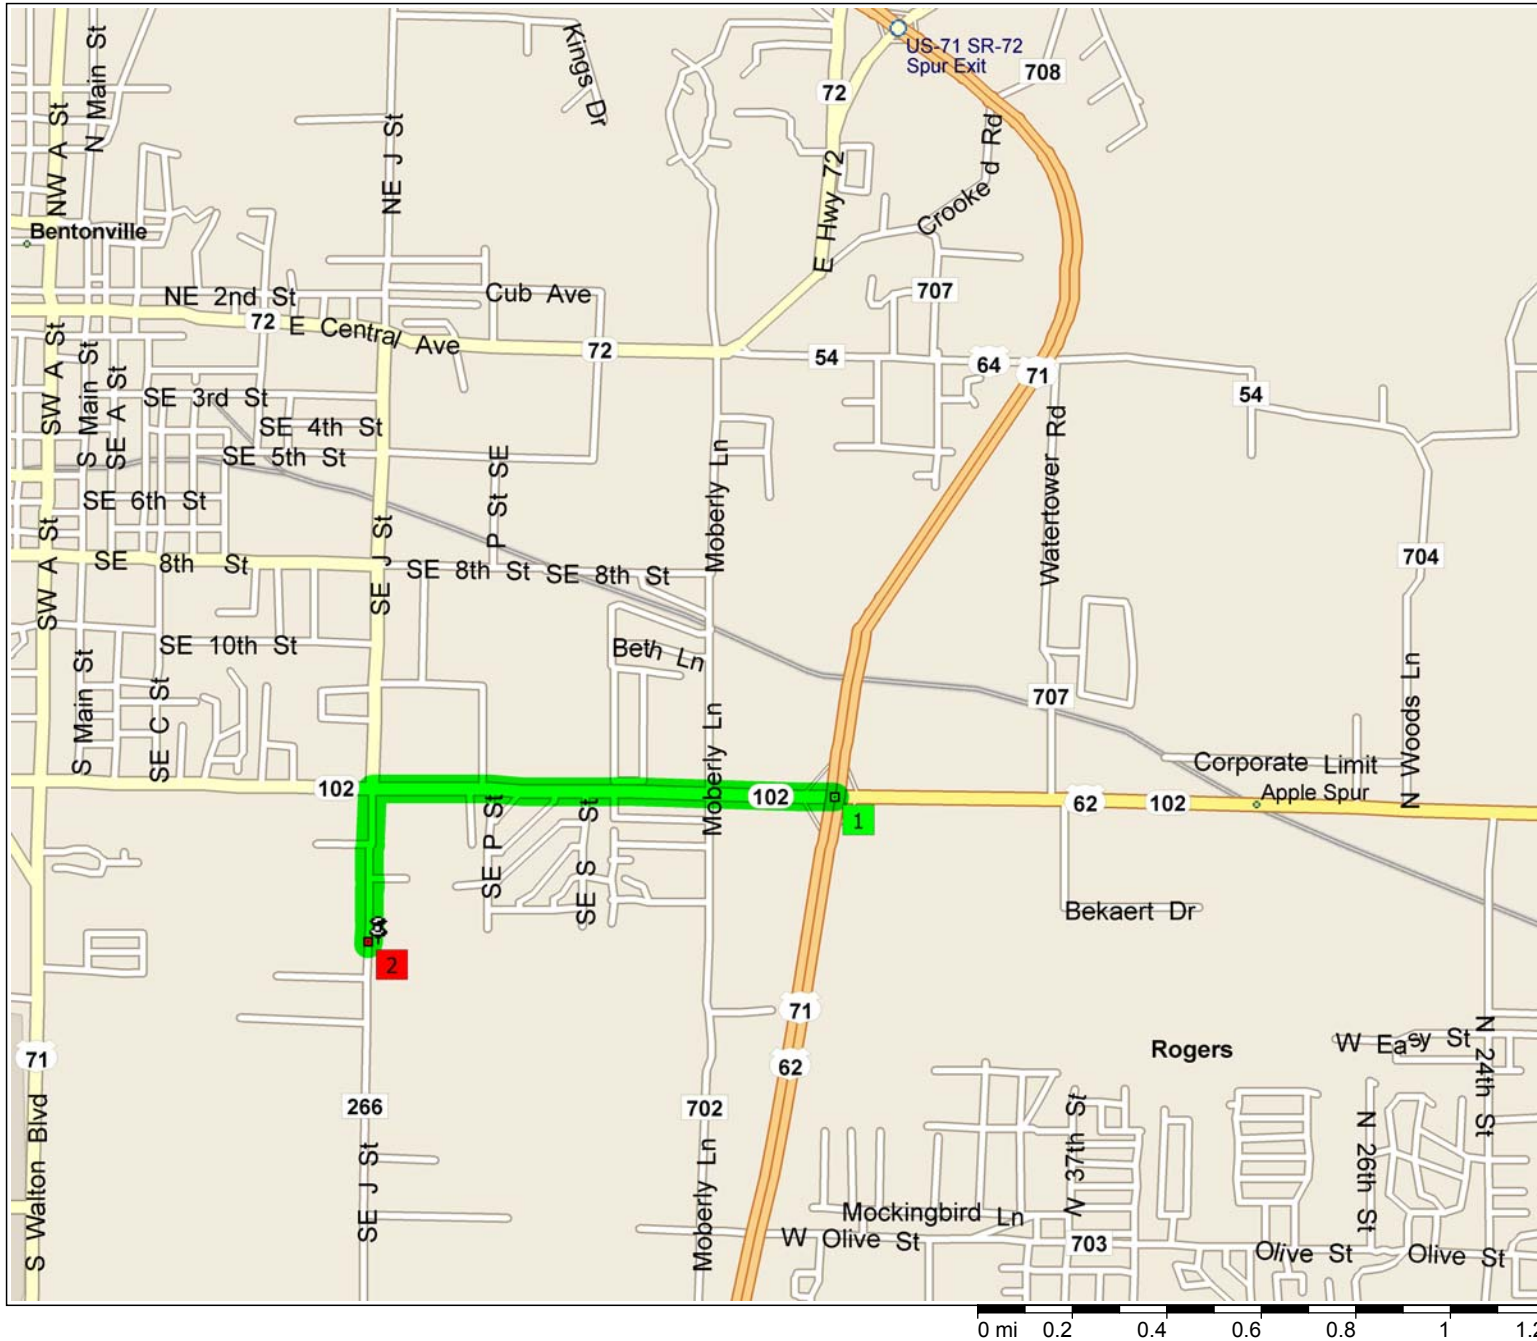 US-71 SR-72
Spur Exit
708
72
Kings Dr
N Main St
NW A St
NE J St
E Hwy 72
Crooke d Rd
Bentonville
NE 2nd St
Cub Ave
707
72
E Central Ave
72
54
64
71
54
SW A St
S Main St
SE A St
SE 3rd St
SE 4th St
SE 5th St
P St SE
Moberly Ln
Watertower Rd
SE 6th St
SW A St
SE 8th St
SE J St
SE 8th St
SE 8th St
704
SE 10th St
Beth Ln
S Main St
SE C St
707
N Woods Ln
Moberly Ln
Corporate Limit
Apple Spur
102
102
62
102
1
SE P St
SE S St
Bekaert Dr
2
71
71
62
Rogers
W Easy St
N 24th St
266
702
S Walton Blvd
SE J St
Moberly Ln
N 37th St
N 26th St
Mockingbird Ln
W Olive St
703
Olive St
Olive St
0 mi 0.2 0.4 0.6 0.8 1